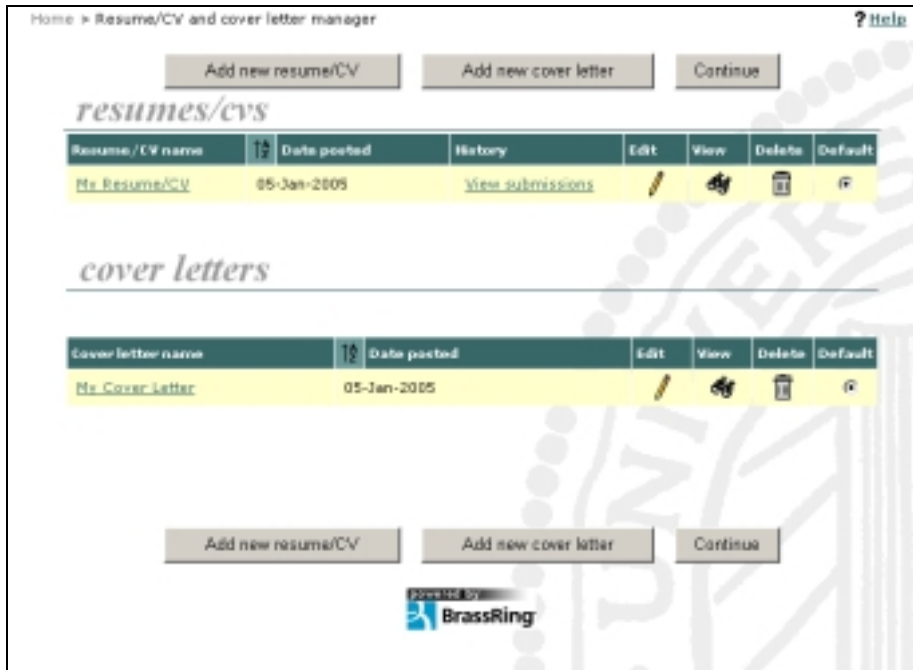 Home > Resume/CV and cover letter manager ? Help
Add new resume/CV Add new cover letter Continue
resumes/cvs
Resume/CV name Date posted History Edit View Delete Default
My Resume/CV 05-Jan-2005 View submissions
cover letters
Cover letter name Date posted Edit View Delete Default
My Cover Letter 05-Jan-2005
Add new resume/CV Add new cover letter Continue
powered by
BrassRing
UNIVERS
UNIV